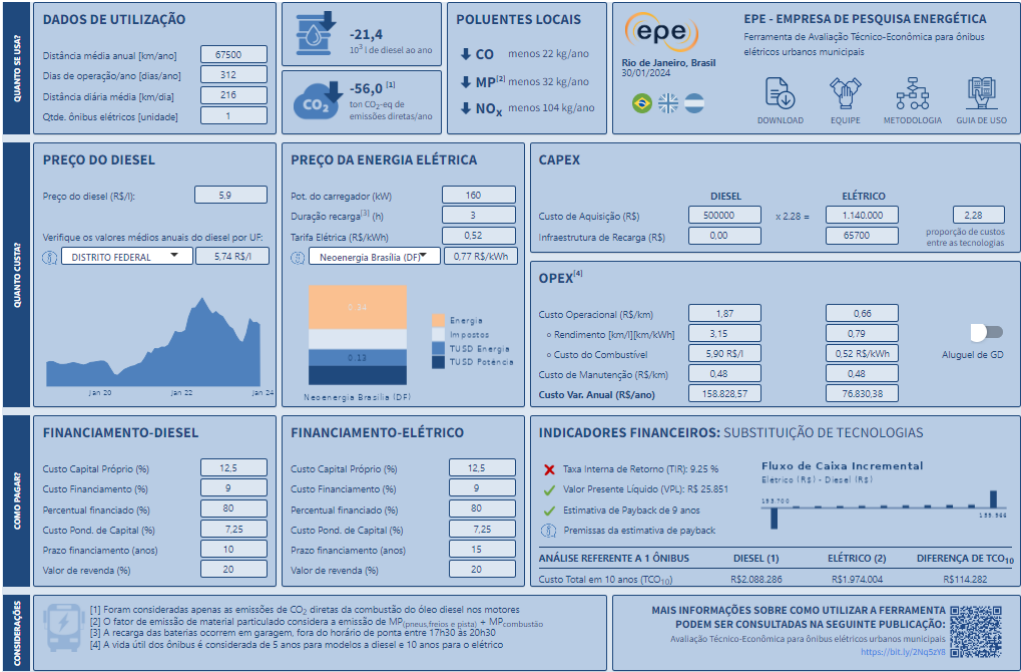 QUANTO SE USA?
DADOS DE UTILIZAÇÃO
Distância média anual [km/ano] 67500
Dias de operação/ano [dias/ano] 312
Distância diária média [km/dia] 216
Qtde. ônibus elétricos [unidade] 1
-21,4
10³ l de diesel ao ano
CO₂
-56,0 [1]
ton CO₂-eq de
emissões diretas/ano
POLUENTES LOCAIS
CO menos 22 kg/ano
MP[2] menos 32 kg/ano
NOx menos 104 kg/ano
epe
Rio de Janeiro, Brasil
30/01/2024
EPE - EMPRESA DE PESQUISA ENERGÉTICA
Ferramenta de Avaliação Técnico-Econômica para ônibus
elétricos urbanos municipais
DOWNLOAD EQUIPE METODOLOGIA GUIA DE USO
QUANTO CUSTA?
PREÇO DO DIESEL
Preço do diesel (R$/l): 5,9
Verifique os valores médios anuais do diesel por UF:
DISTRITO FEDERAL 5,74 R$/l
Jan 20 Jan 22 Jan 24
PREÇO DA ENERGIA ELÉTRICA
Pot. do carregador (kW) 160
Duração recarga[3] (h) 3
Tarifa Elétrica (R$/kWh) 0,52
Neoenergia Brasília (DF) 0,77 R$/kWh
0.13
Energia
Impostos
TUSD Energia
TUSD Potência
Neoenergia Brasília (DF)
CAPEX
DIESEL ELÉTRICO
Custo de Aquisição (R$) 500000 x 2.28 = 1.140.000 2,28
Infraestrutura de Recarga (R$) 0,00 65700
proporção de custos
entre as tecnologias
OPEX[4]
Custo Operacional (R$/km) 1,87 0,66
Rendimento [km/l][km/kWh] 3,15 0,79
Custo do Combustível 5,90 R$/l 0,52 R$/kWh
Custo de Manutenção (R$/km) 0,48 0,48
Custo Var. Anual (R$/ano) 158.828,57 76.830,38
Aluguel de GD
COMO PAGAR?
FINANCIAMENTO-DIESEL
Custo Capital Próprio (%) 12,5
Custo Financiamento (%) 9
Percentual financiado (%) 80
Custo Pond. de Capital (%) 7,25
Prazo financiamento (anos) 10
Valor de revenda (%) 20
FINANCIAMENTO-ELÉTRICO
Custo Capital Próprio (%) 12,5
Custo Financiamento (%) 9
Percentual financiado (%) 80
Custo Pond. de Capital (%) 7,25
Prazo financiamento (anos) 15
Valor de revenda (%) 20
INDICADORES FINANCEIROS: SUBSTITUIÇÃO DE TECNOLOGIAS
Taxa Interna de Retorno (TIR): 9.25 %
Valor Presente Líquido (VPL): R$ 25.851
Estimativa de Payback de 9 anos
Premissas da estimativa de payback
Fluxo de Caixa Incremental
Elétrico (R$) - Diesel (R$)
ANÁLISE REFERENTE A 1 ÔNIBUS DIESEL (1) ELÉTRICO (2) DIFERENÇA DE TCO₁₀
Custo Total em 10 anos (TCO₁₀) R$2.088.286 R$1.974.004 R$114.282
CONSIDERAÇÕES
[1] Foram consideradas apenas as emissões de CO₂ diretas da combustão do óleo diesel nos motores
[2] O fator de emissão de material particulado considera a emissão de MP(pneus,freios e pista) + MPcombustão
[3] A recarga das baterias ocorrem em garagem, fora do horário de ponta entre 17h30 às 20h30
[4] A vida útil dos ônibus é considerada de 5 anos para modelos a diesel e 10 anos para o elétrico
MAIS INFORMAÇÕES SOBRE COMO UTILIZAR A FERRAMENTA
PODEM SER CONSULTADAS NA SEGUINTE PUBLICAÇÃO:
Avaliação Técnico-Econômica para ônibus elétricos urbanos municipais
https://bit.ly/2Nq5zY8